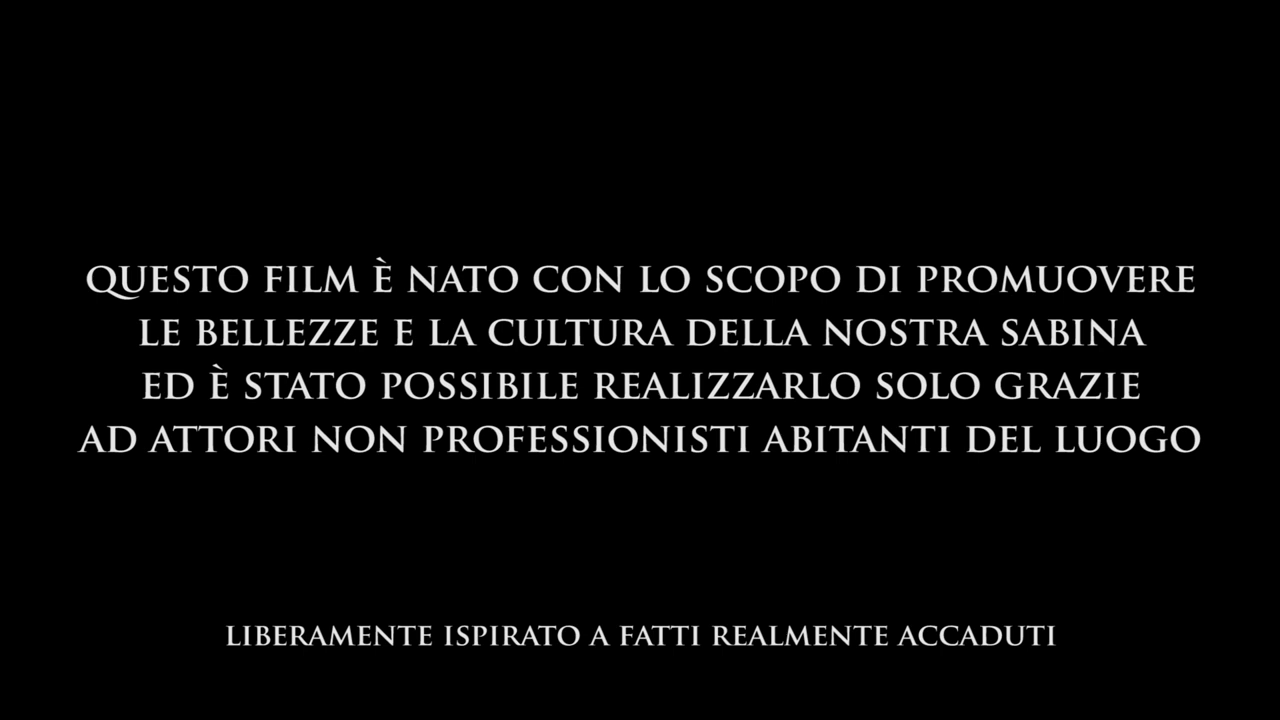 QUESTO FILM È NATO CON LO SCOPO DI PROMUOVERE
LE BELLEZZE E LA CULTURA DELLA NOSTRA SABINA
ED È STATO POSSIBILE REALIZZARLO SOLO GRAZIE
AD ATTORI NON PROFESSIONISTI ABITANTI DEL LUOGO
LIBERAMENTE ISPIRATO A FATTI REALMENTE ACCADUTI